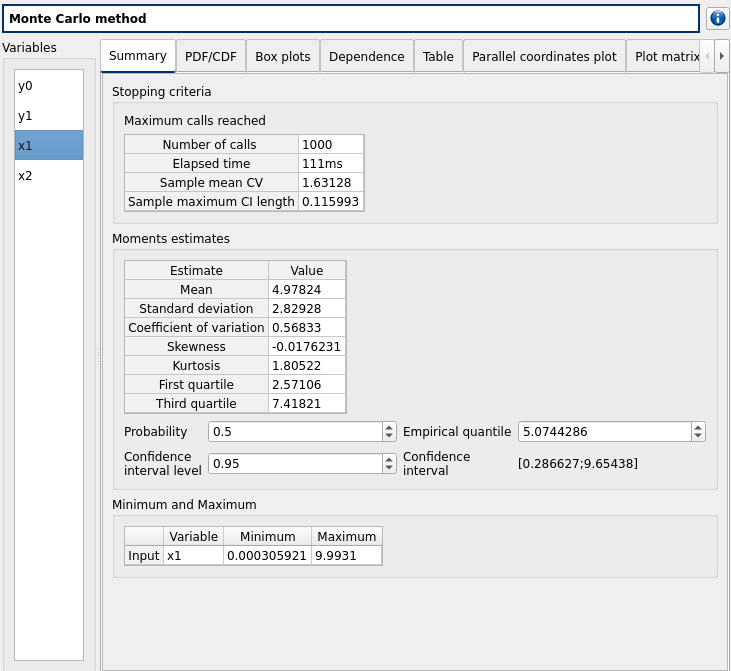 Monte Carlo method
Variables
y0
y1
x1
x2
Summary PDF/CDF Box plots Dependence Table Parallel coordinates plot Plot matrix
Stopping criteria
Maximum calls reached
Number of calls 1000
Elapsed time 111ms
Sample mean CV 1.63128
Sample maximum CI length 0.115993
Moments estimates
Estimate Value
Mean 4.97824
Standard deviation 2.82928
Coefficient of variation 0.56833
Skewness -0.0176231
Kurtosis 1.80522
First quartile 2.57106
Third quartile 7.41821
Probability 0.5 Empirical quantile 5.0744286
Confidence
interval level 0.95 Confidence
interval [0.286627;9.65438]
Minimum and Maximum
Variable Minimum Maximum
Input x1 0.000305921 9.9931